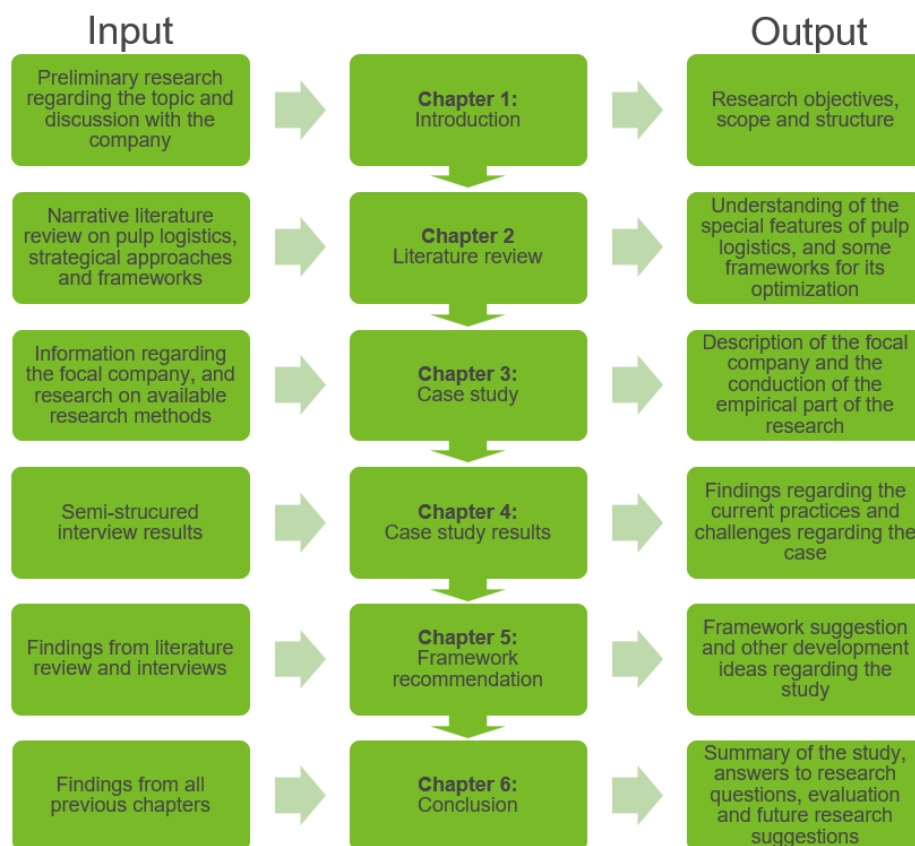 Input
Output
Preliminary research
regarding the topic and
discussion with the
company
Chapter 1:
Introduction
Research objectives,
scope and structure
Narrative literature
review on pulp logistics,
strategical approaches
and frameworks
Chapter 2
Literature review
Understanding of the
special features of pulp
logistics, and some
frameworks for its
optimization
Information regarding
the focal company, and
research on available
research methods
Chapter 3:
Case study
Description of the focal
company and the
conduction of the
empirical part of the
research
Semi-strucured
interview results
Chapter 4:
Case study results
Findings regarding the
current practices and
challenges regarding the
case
Findings from literature
review and interviews
Chapter 5:
Framework
recommendation
Framework suggestion
and other development
ideas regarding the
study
Findings from all
previous chapters
Chapter 6:
Conclusion
Summary of the study,
answers to research
questions, evaluation
and future research
suggestions